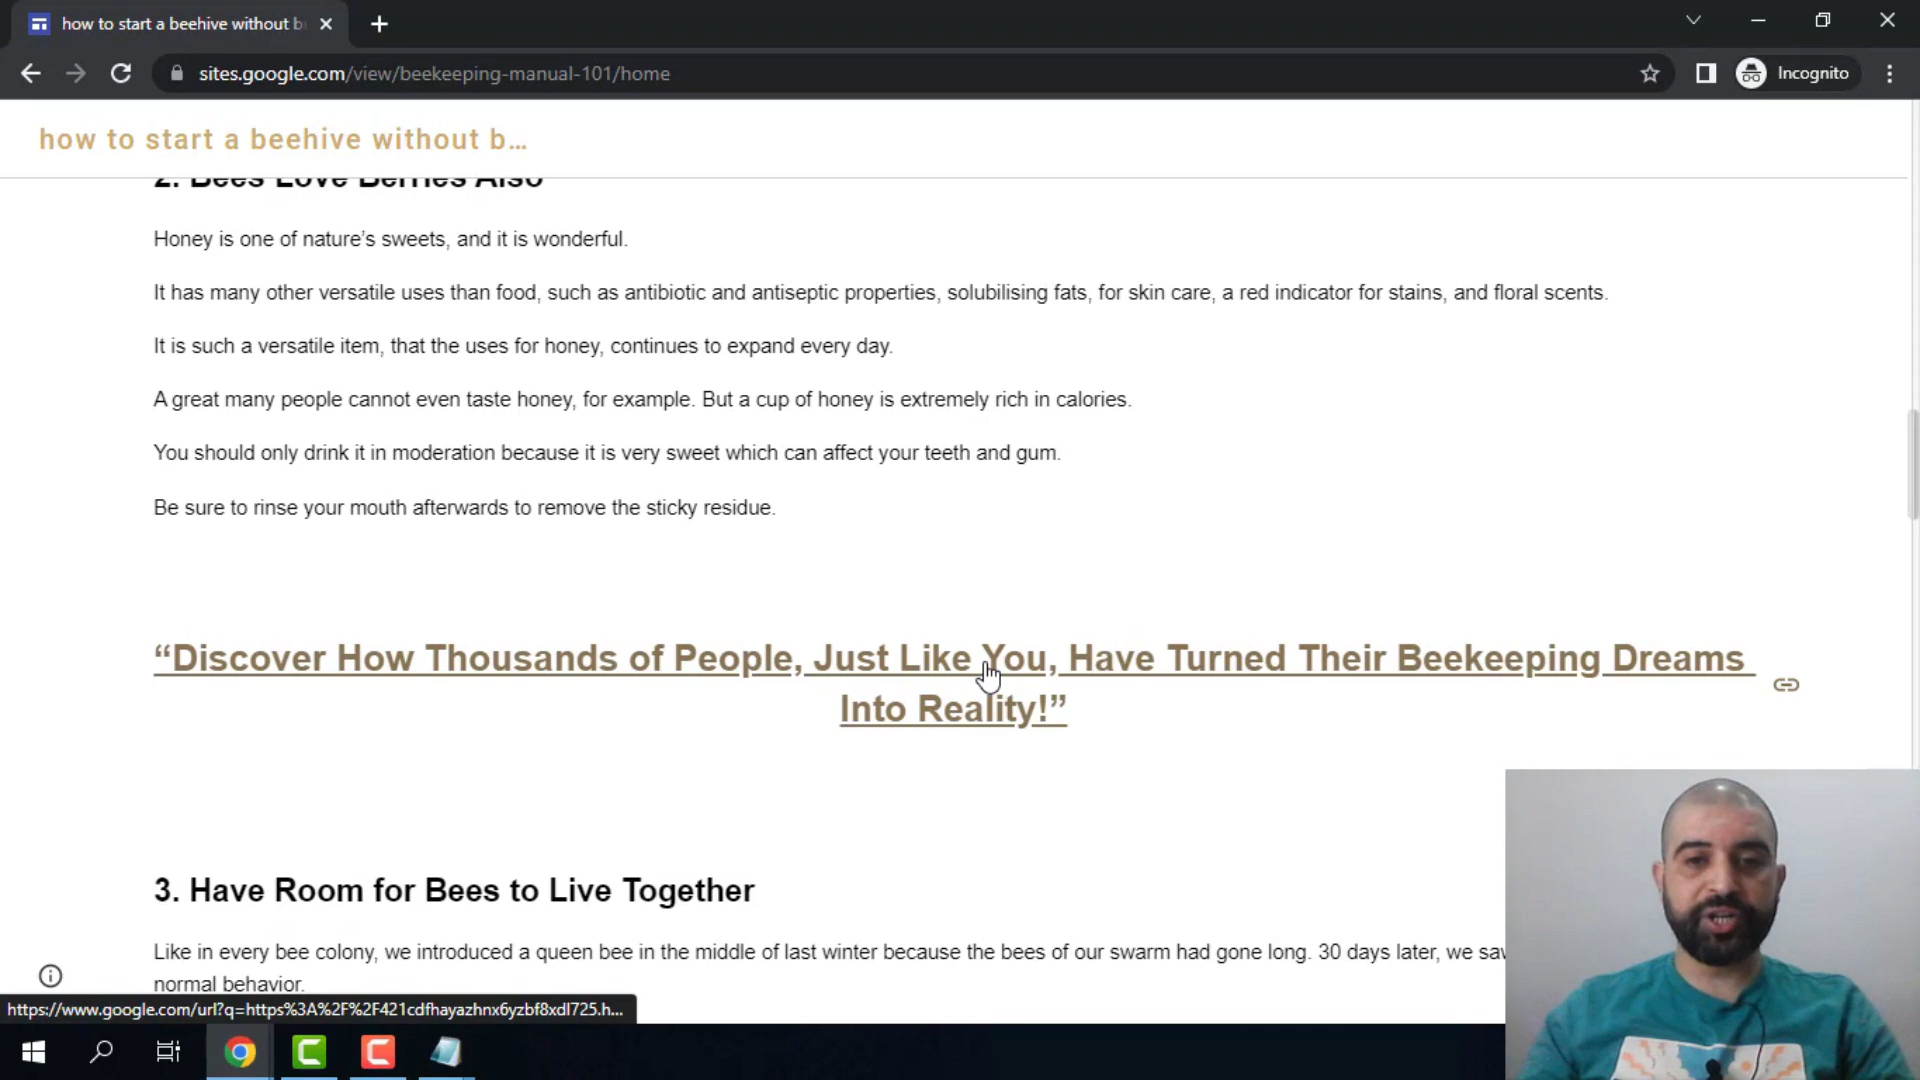 how to start a beehive without b
sites.google.com/view/beekeeping-manual-101/home
Incognito
how to start a beehive without b...
2. Bees Love Berries Also
Honey is one of nature's sweets, and it is wonderful.
It has many other versatile uses than food, such as antibiotic and antiseptic properties, solubilising fats, for skin care, a red indicator for stains, and floral scents.
It is such a versatile item, that the uses for honey, continues to expand every day.
A great many people cannot even taste honey, for example. But a cup of honey is extremely rich in calories.
You should only drink it in moderation because it is very sweet which can affect your teeth and gum.
Be sure to rinse your mouth afterwards to remove the sticky residue.
“Discover How Thousands of People, Just Like You, Have Turned Their Beekeeping Dreams
Into Reality!”
3. Have Room for Bees to Live Together
Like in every bee colony, we introduced a queen bee in the middle of last winter because the bees of our swarm had gone long. 30 days later, we saw
normal behavior.
https://www.google.com/url?q=https%3A%2F%2F421cdfhayazhnx6yzbf8xdl725.h...